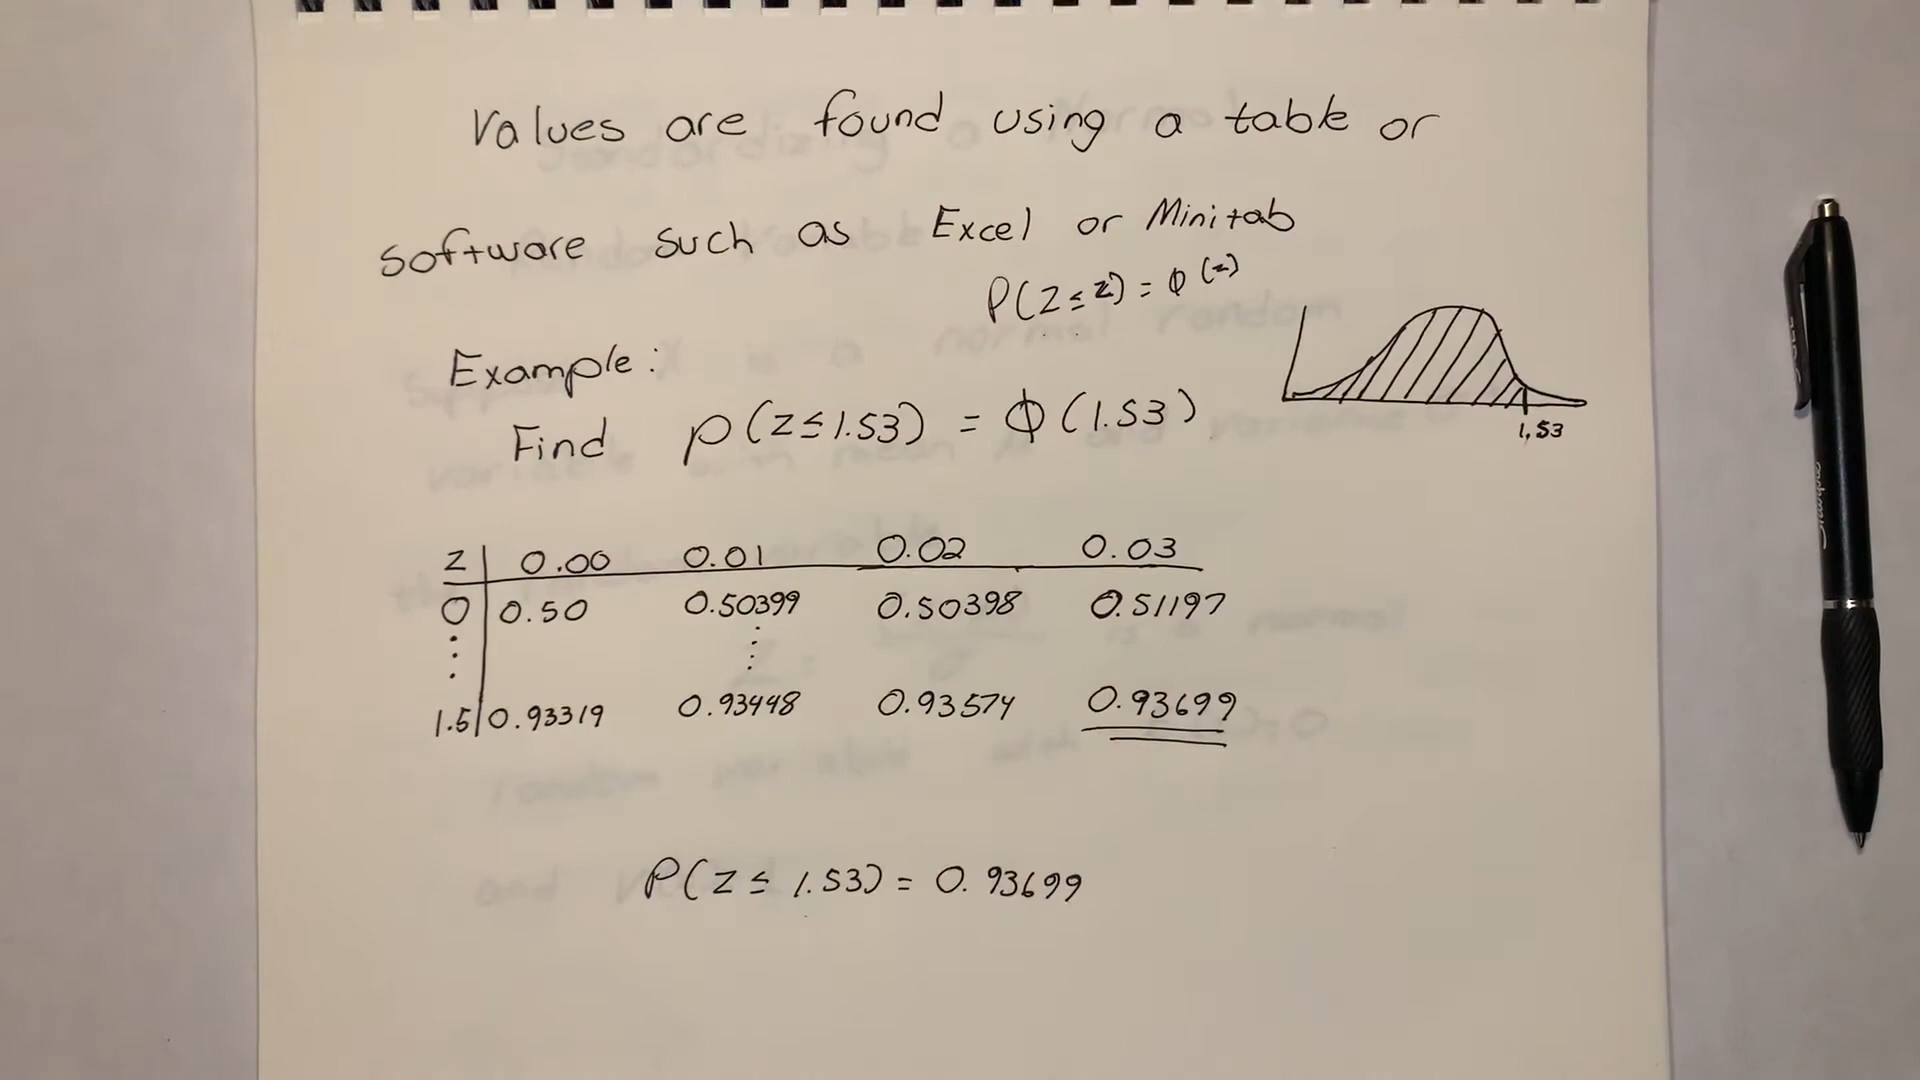 Values are found using a table or
software such as Excel or Minitab
P(Z ≤ z) = Φ(z)
Example:
Find P(Z ≤ 1.53) = Φ(1.53)
1.53
Z 0.00 0.01 0.02 0.03
0 0.50 0.50399 0.50398 0.51197
1.5 0.93319 0.93448 0.93574 0.93699
P(Z ≤ 1.53) = 0.93699